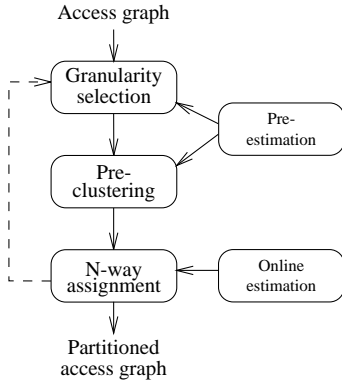 Access graph
Granularity
selection
Pre-
estimation
Pre-
clustering
N-way
assignment
Online
estimation
Partitioned
access graph